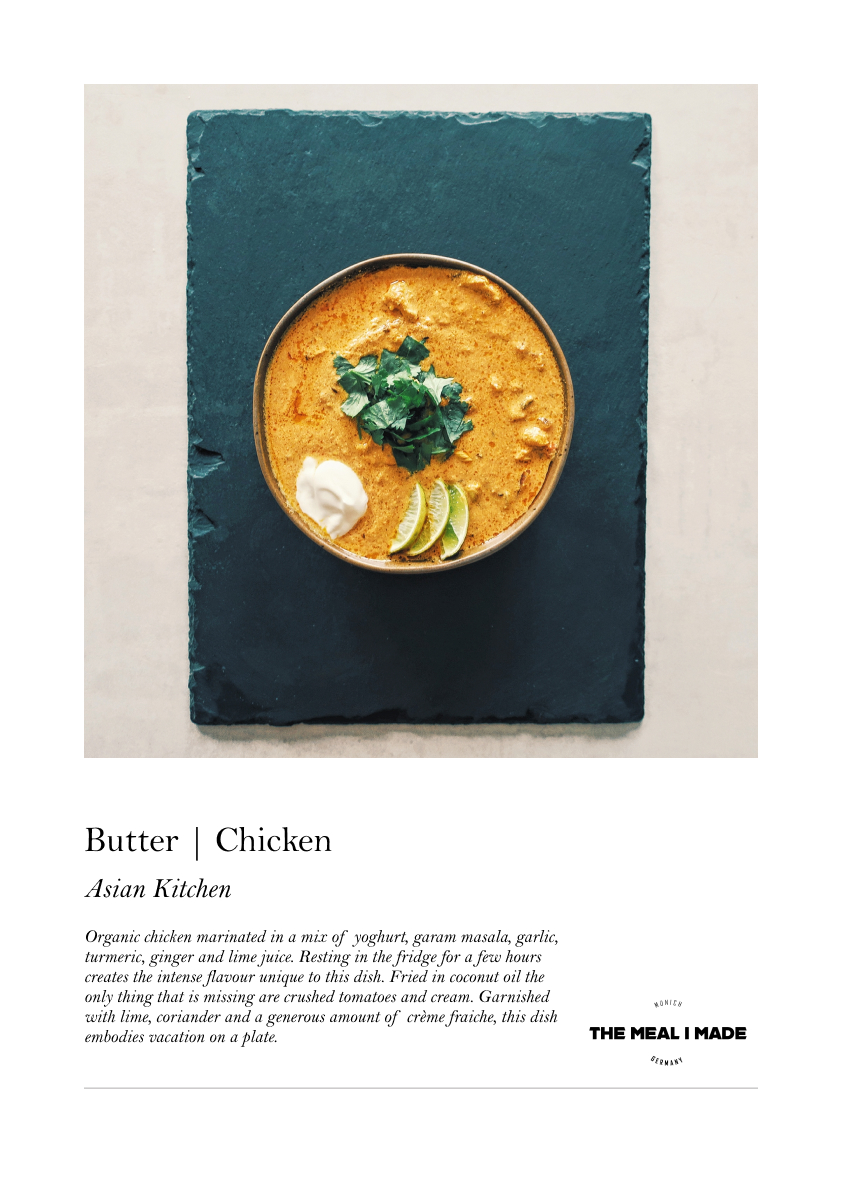 Butter | Chicken
Asian Kitchen
Organic chicken marinated in a mix of yoghurt, garam masala, garlic,
turmeric, ginger and lime juice. Resting in the fridge for a few hours
creates the intense flavour unique to this dish. Fried in coconut oil the
only thing that is missing are crushed tomatoes and cream. Garnished
with lime, coriander and a generous amount of crème fraiche, this dish
embodies vacation on a plate.
MUNICH
THE MEAL I MADE
GERMANY